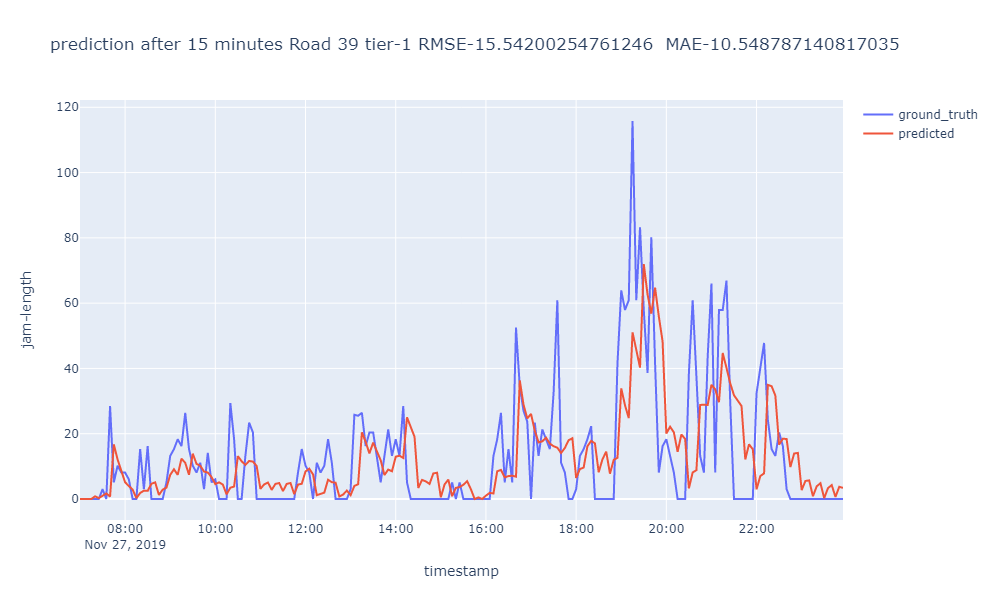 prediction after 15 minutes Road 39 tier-1 RMSE-15.54200254761246  MAE-10.548787140817035
ground_truth
predicted
jam-length
120
100
80
60
40
20
0
08:00 10:00 12:00 14:00 16:00 18:00 20:00 22:00
Nov 27, 2019
timestamp